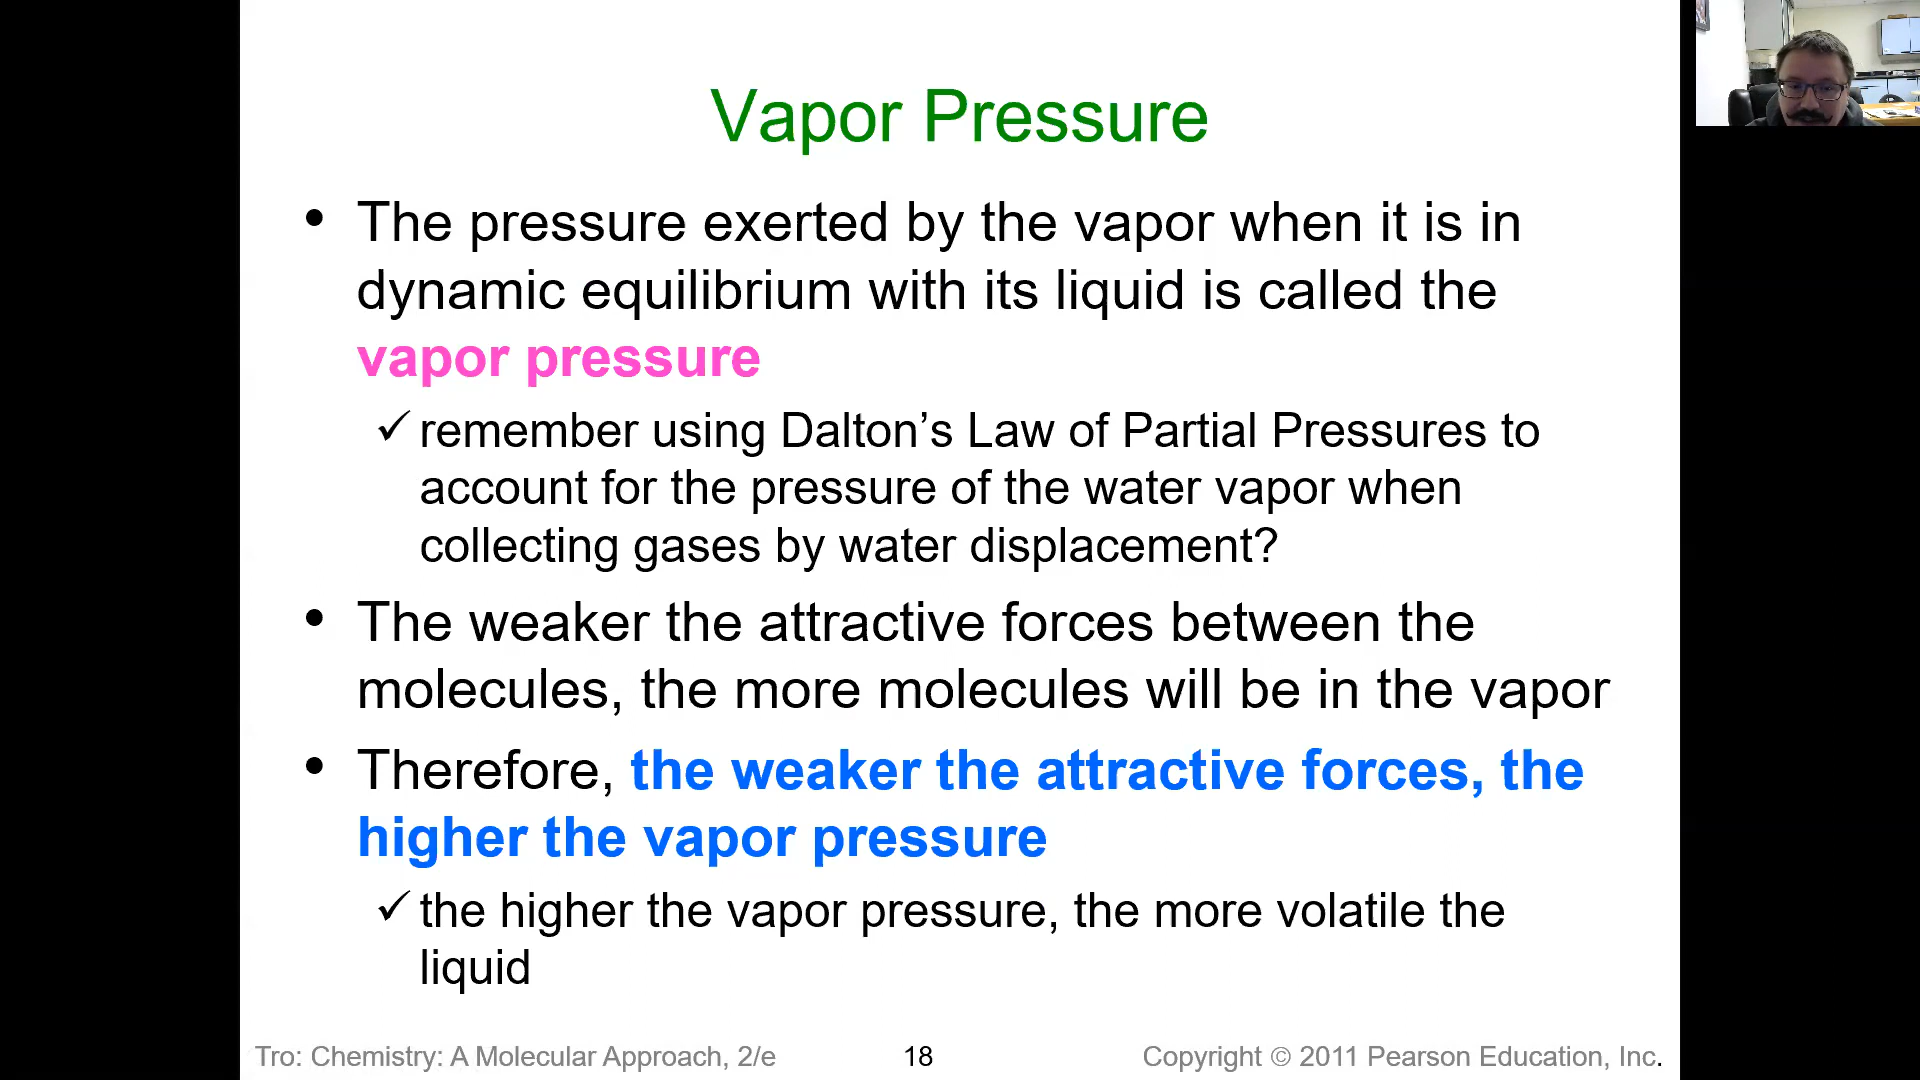 Vapor Pressure
• The pressure exerted by the vapor when it is in
dynamic equilibrium with its liquid is called the
vapor pressure
✓ remember using Dalton’s Law of Partial Pressures to
account for the pressure of the water vapor when
collecting gases by water displacement?
• The weaker the attractive forces between the
molecules, the more molecules will be in the vapor
• Therefore, the weaker the attractive forces, the
higher the vapor pressure
✓ the higher the vapor pressure, the more volatile the
liquid
Tro: Chemistry: A Molecular Approach, 2/e 18 Copyright © 2011 Pearson Education, Inc.